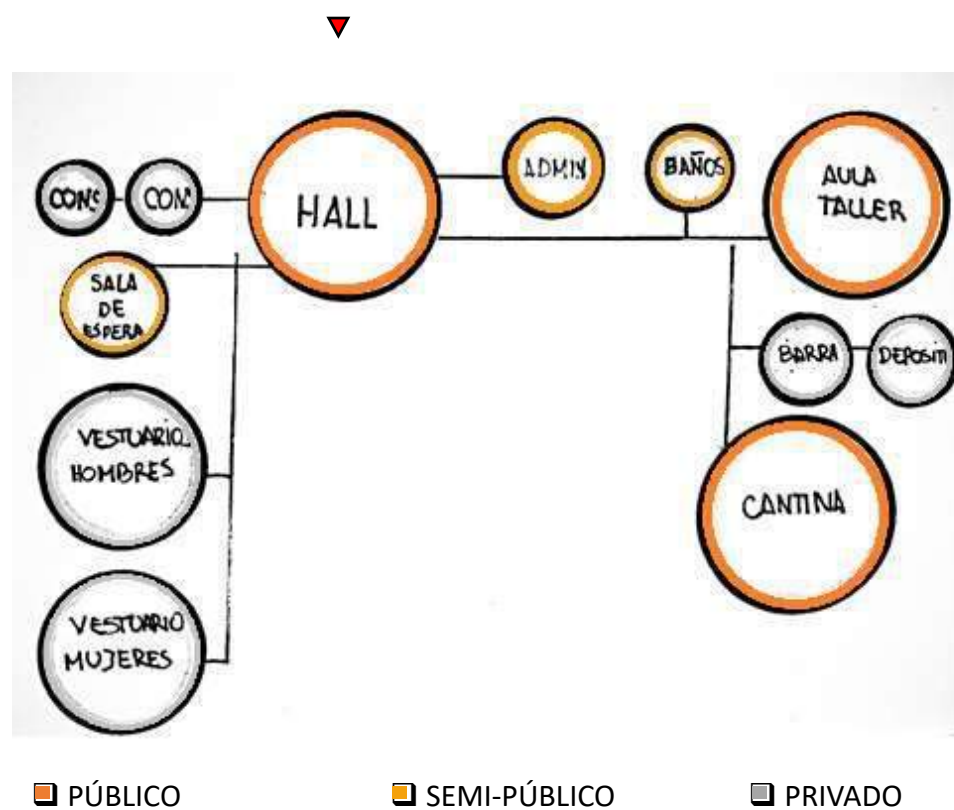 CONS
CON.
HALL
ADMIN
BAÑOS
AULA
TALLER
SALA
DE
ESPERA
BARRA
DEPOSITI
VESTUARIO
HOMBRES
CANTINA
VESTUARIO
MUJERES
PÚBLICO
SEMI-PÚBLICO
PRIVADO